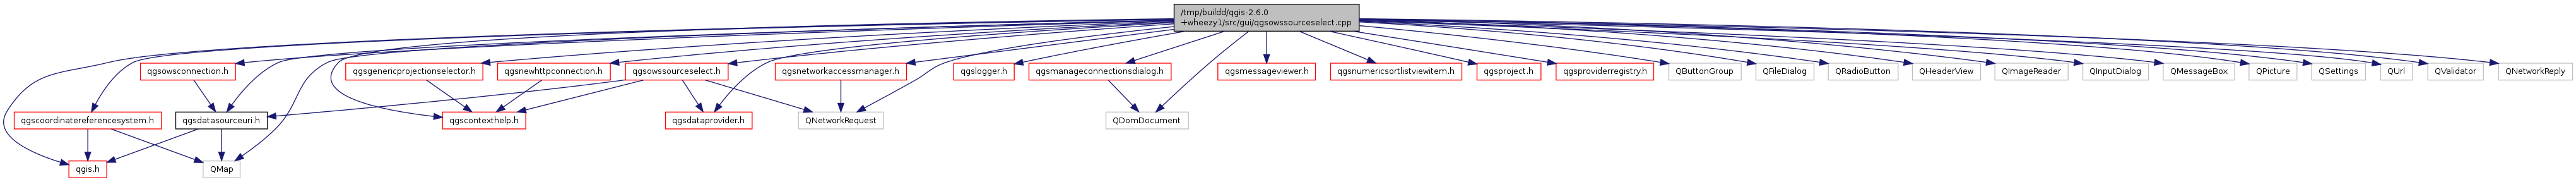 /tmp/buildd/qgis-2.6.0
+wheezy1/src/gui/qgsowssourceselect.cpp
qgsowsconnection.h
qgsgenericprojectionselector.h
qgsnewhttpconnection.h
qgsowssourceselect.h
qgsnetworkaccessmanager.h
qgslogger.h
qgsmanageconnectionsdialog.h
qgsmessageviewer.h
qgsnumericsortlistviewitem.h
qgsproject.h
qgsproviderregistry.h
QButtonGroup
QFileDialog
QRadioButton
QHeaderView
QImageReader
QInputDialog
QMessageBox
QPicture
QSettings
QUrl
QValidator
QNetworkReply
qgscoordinatereferencesystem.h
qgsdatasourceuri.h
qgscontexthelp.h
qgsdataprovider.h
QNetworkRequest
QDomDocument
qgis.h
QMap